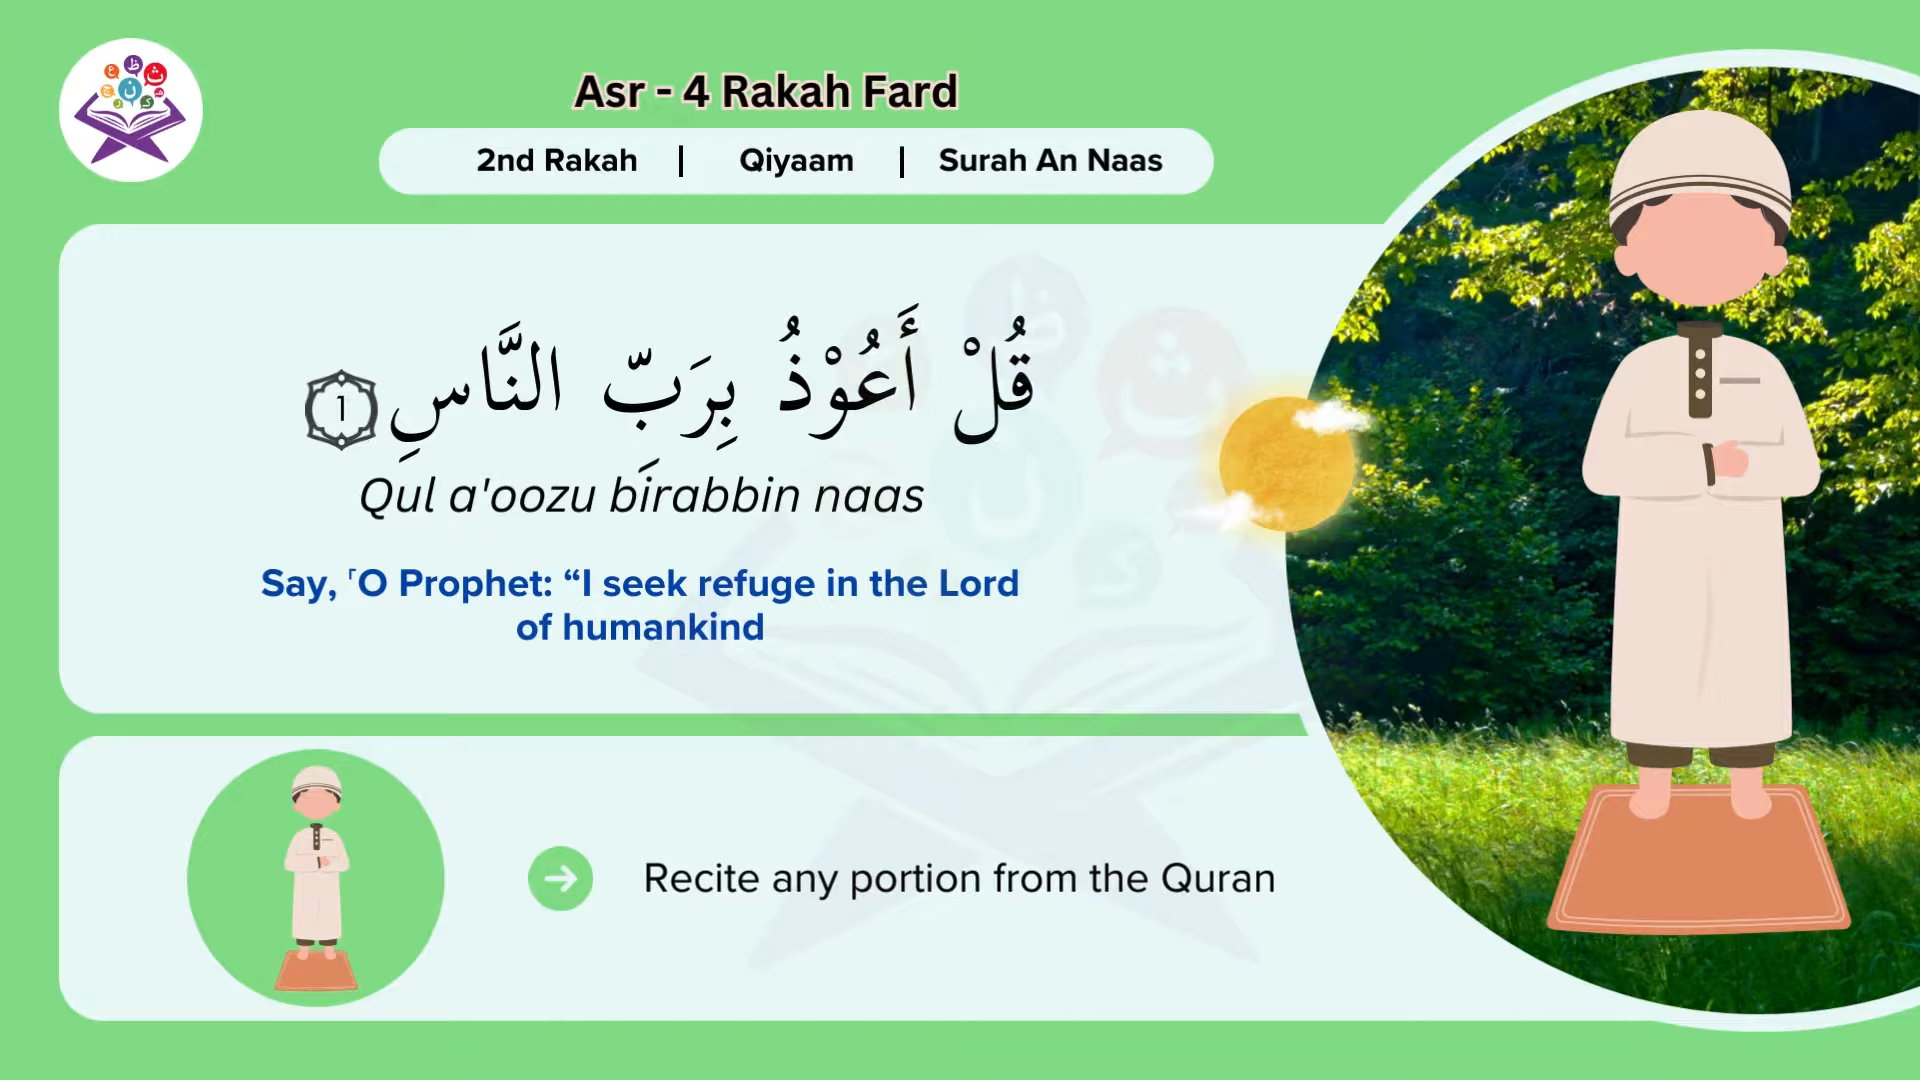 Asr - 4 Rakah Fard
2nd Rakah | Qiyaam | Surah An Naas
قُلْ أَعُوْذُ بِرَبِّ النَّاسِ ١
Qul a'oozu birabbin naas
Say, ⸢O Prophet: “I seek refuge in the Lord
of humankind
Recite any portion from the Quran